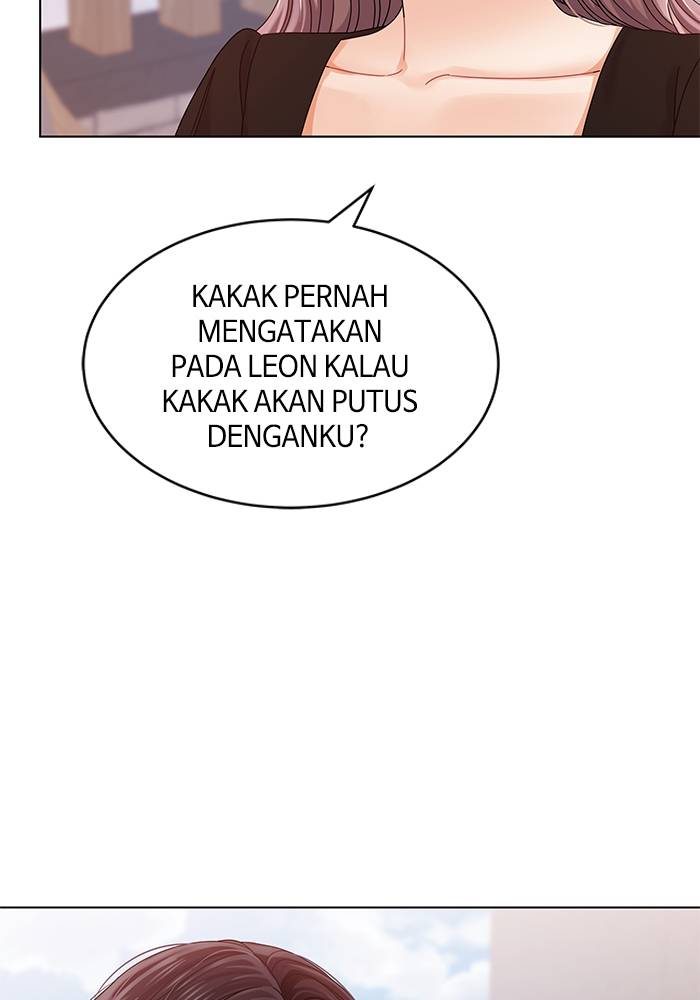 KAKAK PERNAH
MENGATAKAN
PADA LEON KALAU
KAKAK AKAN PUTUS
DENGANKU?